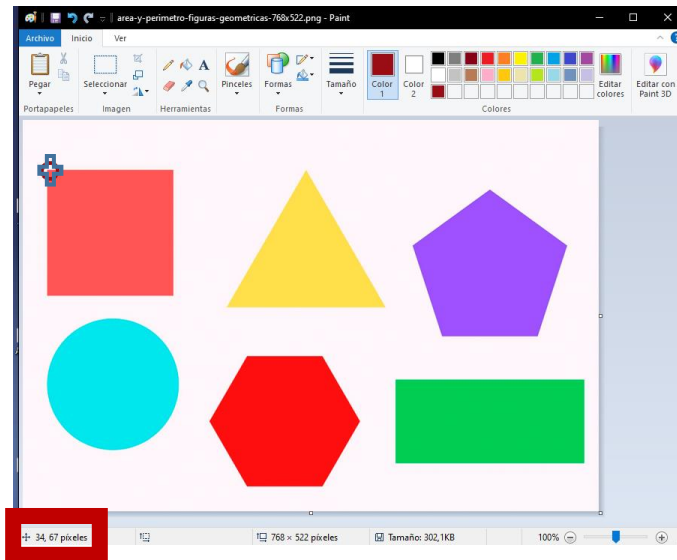 area-y-perimetro-figuras-geometricas-768x522.png - Paint
Archivo Inicio Ver
Pegar Seleccionar A Pinceles Formas Tamaño Color 1 Color 2 Editar colores Editar con Paint 3D
Portapapeles Imagen Herramientas Formas Colores
34, 67 píxeles 768 × 522 píxeles Tamaño: 302,1KB 100%